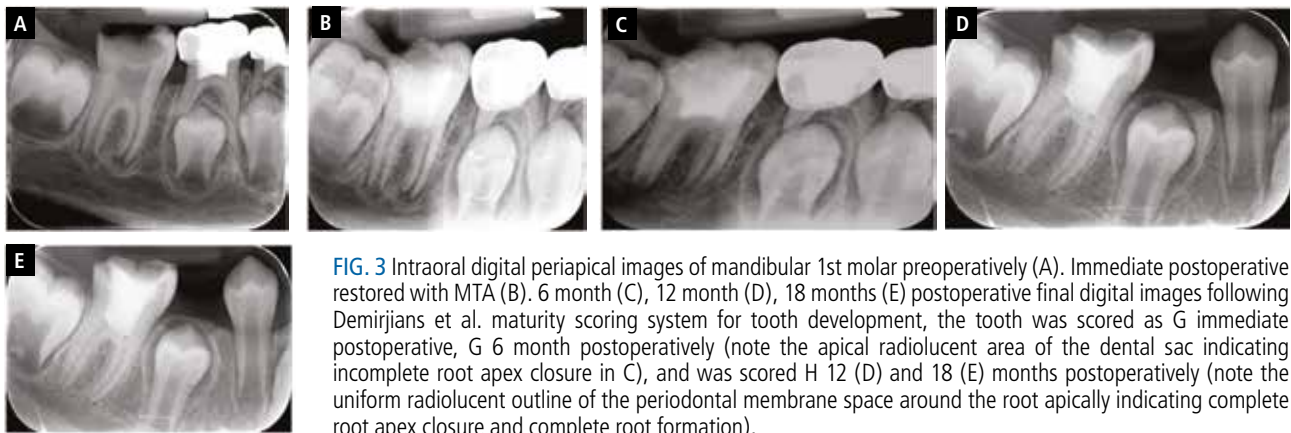 A
B
C
D
E
FIG. 3 Intraoral digital periapical images of mandibular 1st molar preoperatively (A). Immediate postoperative
restored with MTA (B). 6 month (C), 12 month (D), 18 months (E) postoperative final digital images following
Demirjians et al. maturity scoring system for tooth development, the tooth was scored as G immediate
postoperative, G 6 month postoperatively (note the apical radiolucent area of the dental sac indicating
incomplete root apex closure in C), and was scored H 12 (D) and 18 (E) months postoperatively (note the
uniform radiolucent outline of the periodontal membrane space around the root apically indicating complete
root apex closure and complete root formation).